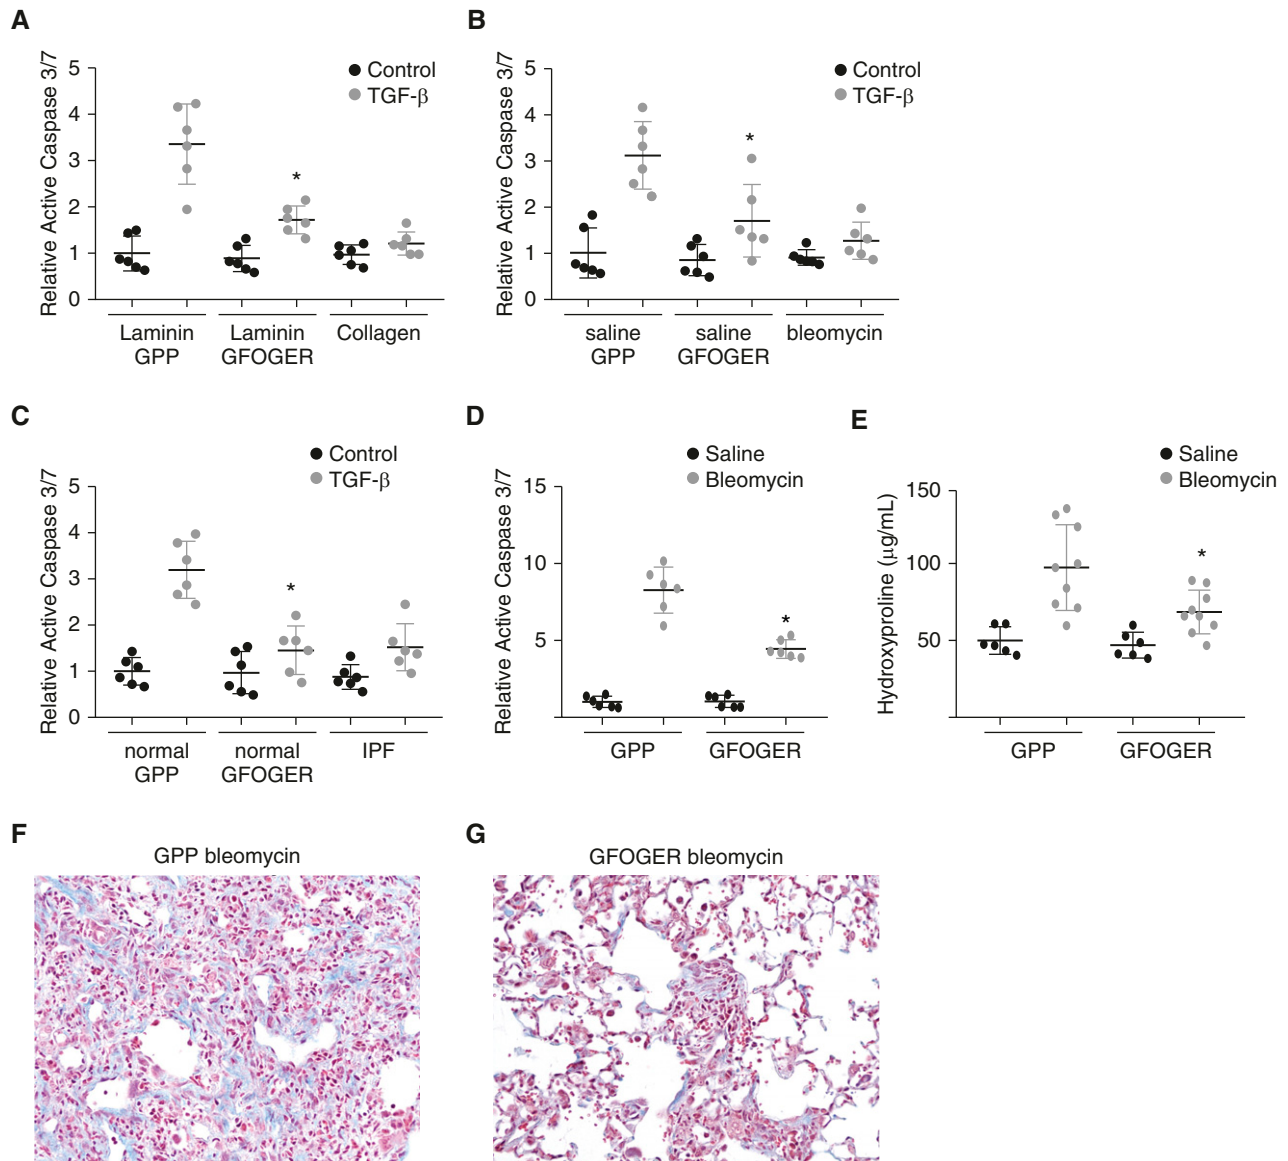 A
Relative Active Caspase 3/7
5
4
3
2
1
0
Control
TGF-β
*
Laminin
GPP
Laminin
GFOGER
Collagen
B
Relative Active Caspase 3/7
5
4
3
2
1
0
Control
TGF-β
*
saline
GPP
saline
GFOGER
bleomycin
C
Relative Active Caspase 3/7
5
4
3
2
1
0
Control
TGF-β
*
normal
GPP
normal
GFOGER
IPF
D
Relative Active Caspase 3/7
15
10
5
Saline
Bleomycin
*
GPP
GFOGER
E
Hydroxyproline (µg/mL)
150
100
50
Saline
Bleomycin
*
GPP
GFOGER
F
GPP bleomycin
G
GFOGER bleomycin